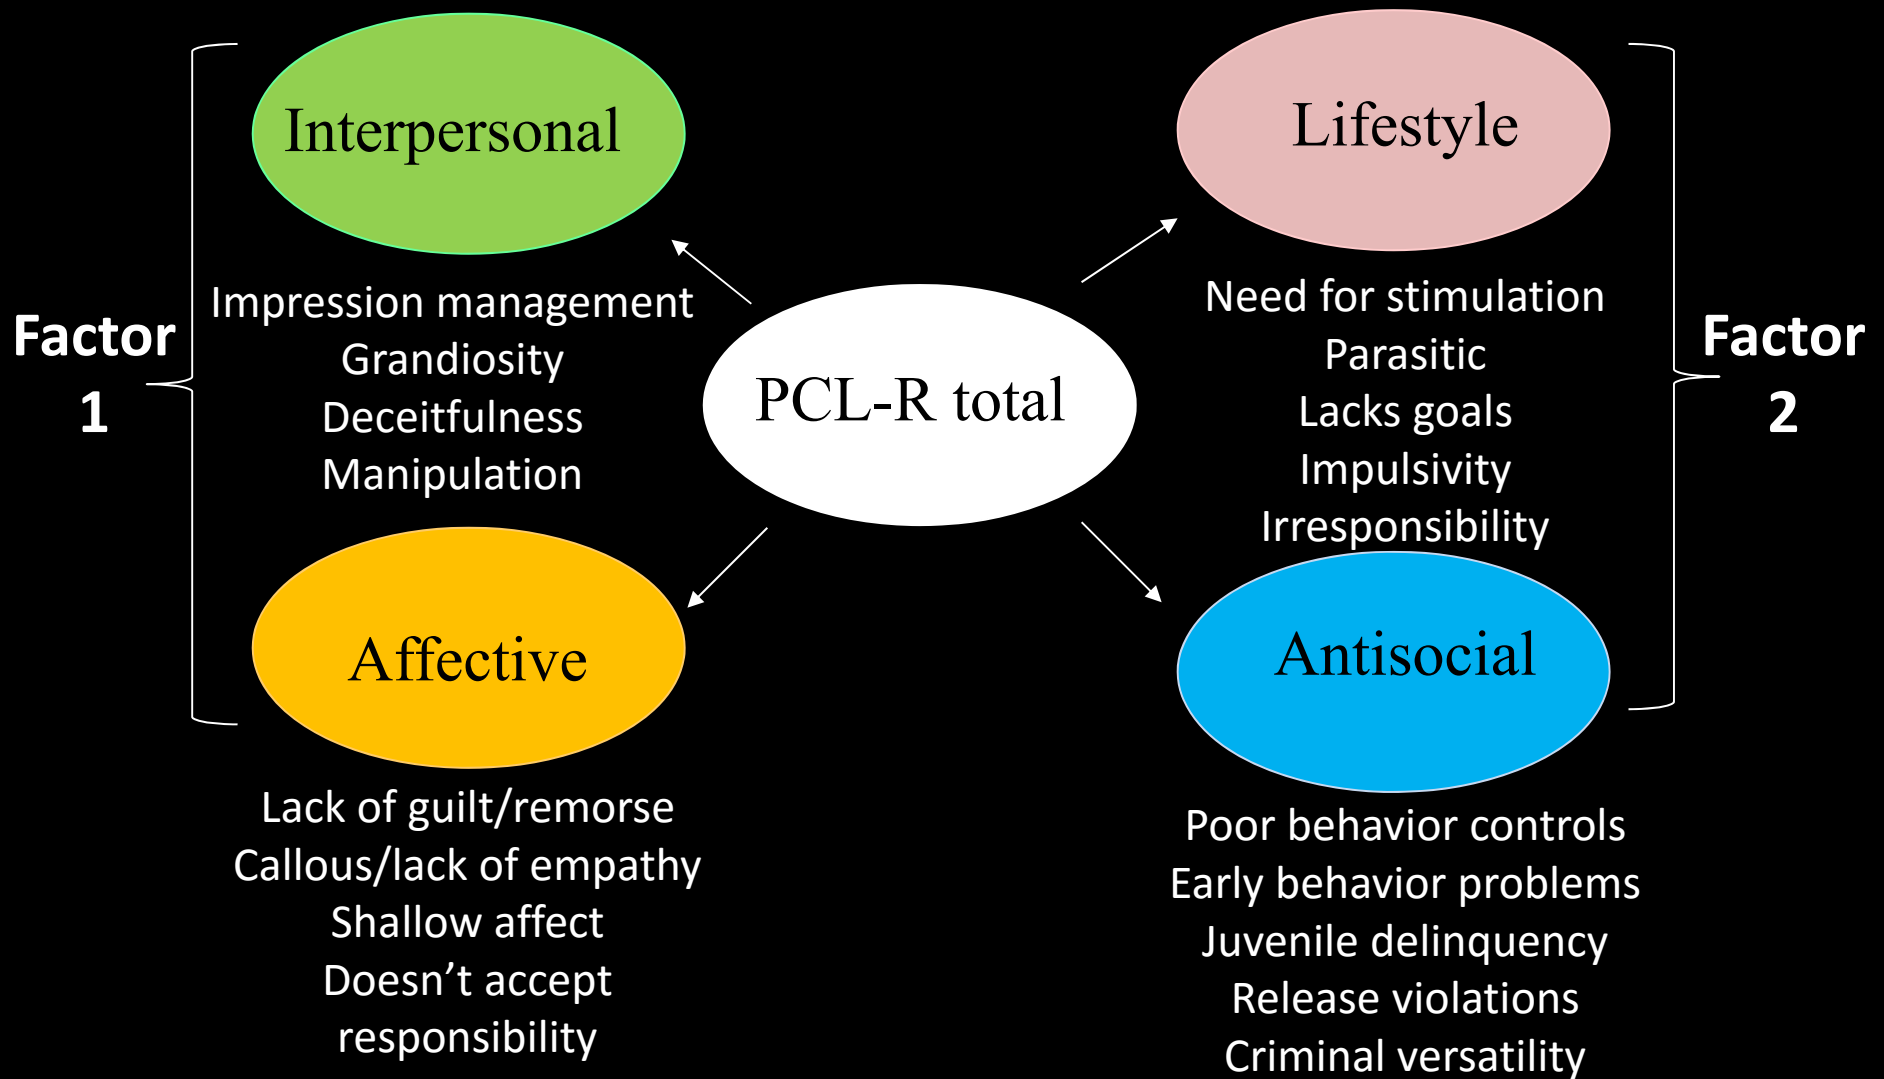 Factor
1
Interpersonal
Impression management
Grandiosity
Deceitfulness
Manipulation
Affective
Lack of guilt/remorse
Callous/lack of empathy
Shallow affect
Doesn’t accept
responsibility
PCL-R total
Lifestyle
Need for stimulation
Parasitic
Lacks goals
Impulsivity
Irresponsibility
Antisocial
Poor behavior controls
Early behavior problems
Juvenile delinquency
Release violations
Criminal versatility
Factor
2